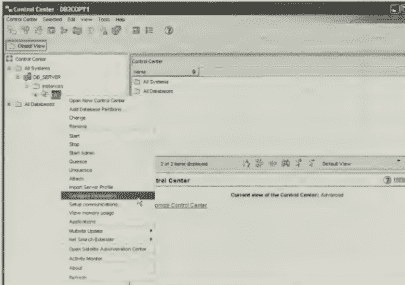 Control Center - DB2COPY1
Control Center Selected Edit View Tools Help
Object View
Control Center
All Systems
DB_SERVER
Instances
All Databases
Control Center
Name
All Systems
All Databases
Open New Control Center
Add Database Partitions
Change
Remove
Start
Stop
Start Admin
Quiesce
Unquiesce
Attach
Import Server Profile
Setup communications...
View memory usage
Applications
Multisite Update
Net Search Extender
Open Satellite Administration Center
Activity Monitor
About
Refresh
2 of 2 items displayed
Default View
Control Center
Help
Current view of the Control Center: Advanced
Control Center